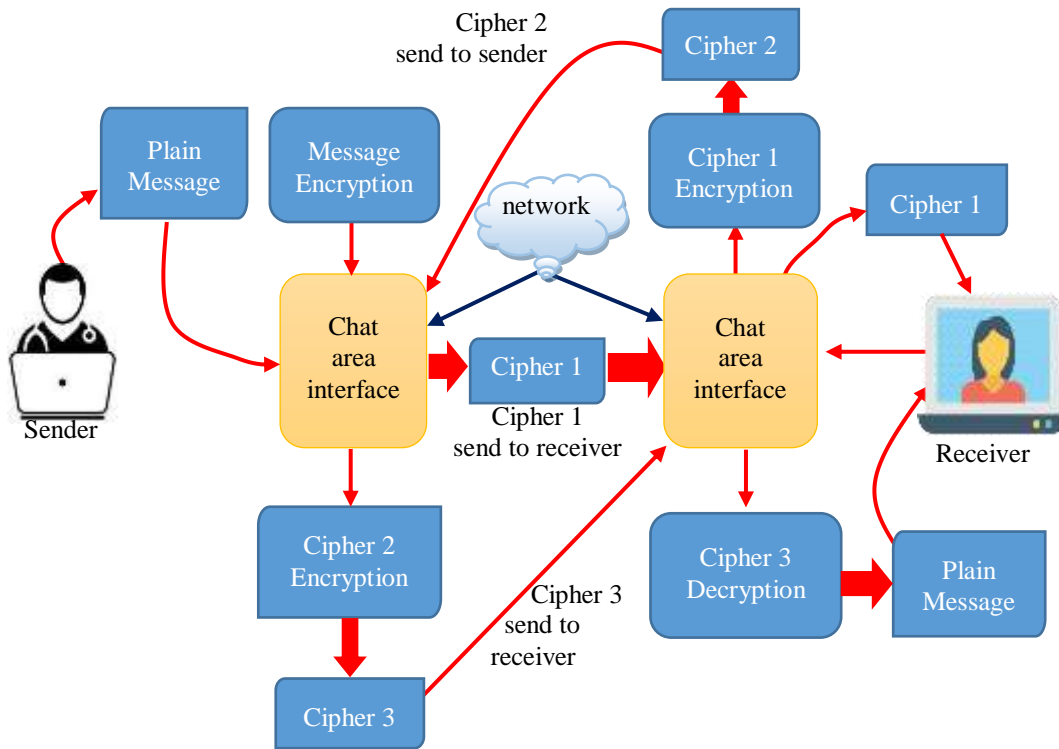 Cipher 2
send to sender
Cipher 2
Plain
Message
Message
Encryption
Cipher 1
Encryption
network
Cipher 1
Chat
area
interface
Cipher 1
Chat
area
interface
Sender
Cipher 1
send to receiver
Receiver
Cipher 2
Encryption
Cipher 3
send to
receiver
Cipher 3
Decryption
Plain
Message
Cipher 3